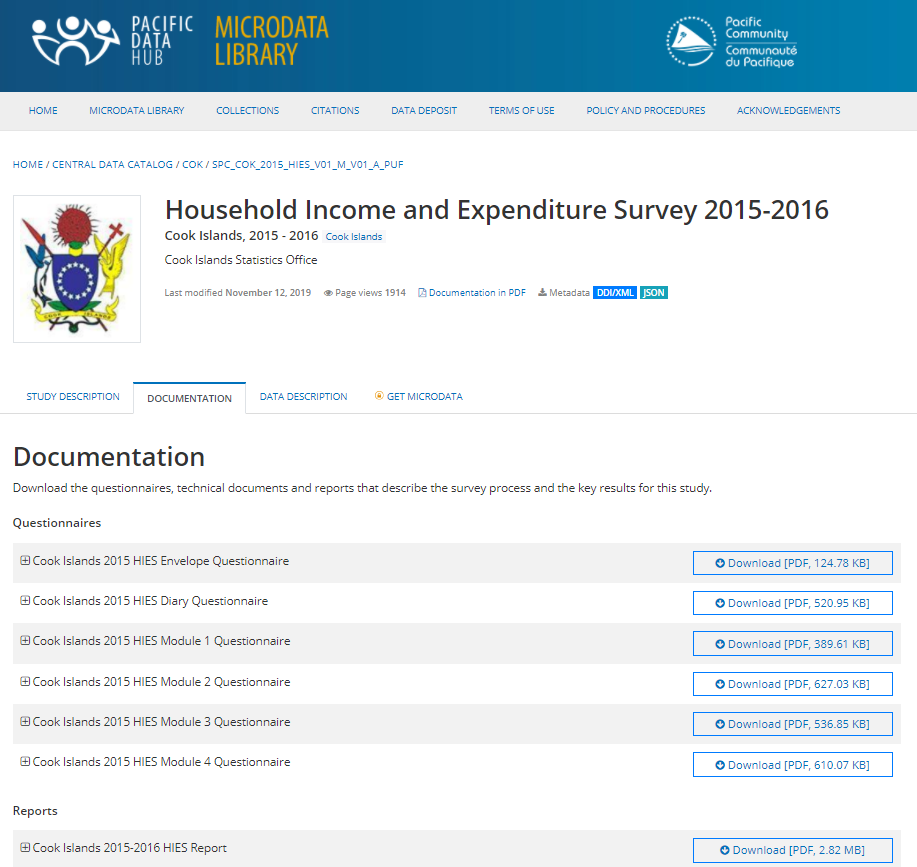 PACIFIC
DATA
HUB
MICRODATA
LIBRARY
Pacific
Community
Communauté
du Pacifique
HOME MICRODATA LIBRARY COLLECTIONS CITATIONS DATA DEPOSIT TERMS OF USE POLICY AND PROCEDURES ACKNOWLEDGEMENTS
HOME / CENTRAL DATA CATALOG / COK / SPC_COK_2015_HIES_V01_M_V01_A_PUF
COOK ISLANDS
Household Income and Expenditure Survey 2015-2016
Cook Islands, 2015 - 2016 Cook Islands
Cook Islands Statistics Office
Last modified November 12, 2019 Page views 1914 Documentation in PDF Metadata DDI/XML JSON
STUDY DESCRIPTION DOCUMENTATION DATA DESCRIPTION GET MICRODATA
Documentation
Download the questionnaires, technical documents and reports that describe the survey process and the key results for this study.
Questionnaires
Cook Islands 2015 HIES Envelope Questionnaire Download [PDF, 124.78 KB]
Cook Islands 2015 HIES Diary Questionnaire Download [PDF, 520.95 KB]
Cook Islands 2015 HIES Module 1 Questionnaire Download [PDF, 389.61 KB]
Cook Islands 2015 HIES Module 2 Questionnaire Download [PDF, 627.03 KB]
Cook Islands 2015 HIES Module 3 Questionnaire Download [PDF, 536.85 KB]
Cook Islands 2015 HIES Module 4 Questionnaire Download [PDF, 610.07 KB]
Reports
Cook Islands 2015-2016 HIES Report Download [PDF, 2.82 MB]